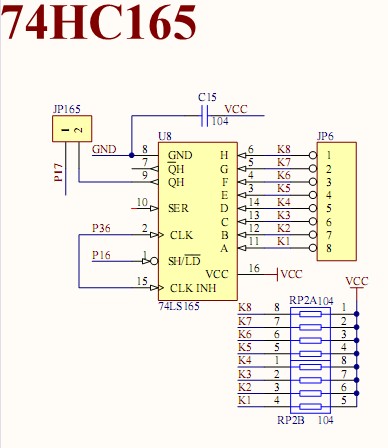 74HC165
JP165
1 2
P17
C15
VCC
104
U8
JP6
GND 8 GND H 6 K8 1
7 QH G 5 K7 2
9 QH F 4 K6 3
E 3 K5 4
10 SER D 14 K4 5
C 13 K3 6
P36 2 CLK B 12 K2 7
A 11 K1 8
P16 1 SH/LD
VCC 16 VCC
15 CLK INH
74LS165
VCC
RP2A 104
K8 8 1
K7 7 2
K6 6 3
K5 5 4
K4 1 8
K3 2 7
K2 3 6
K1 4 5
RP2B 104